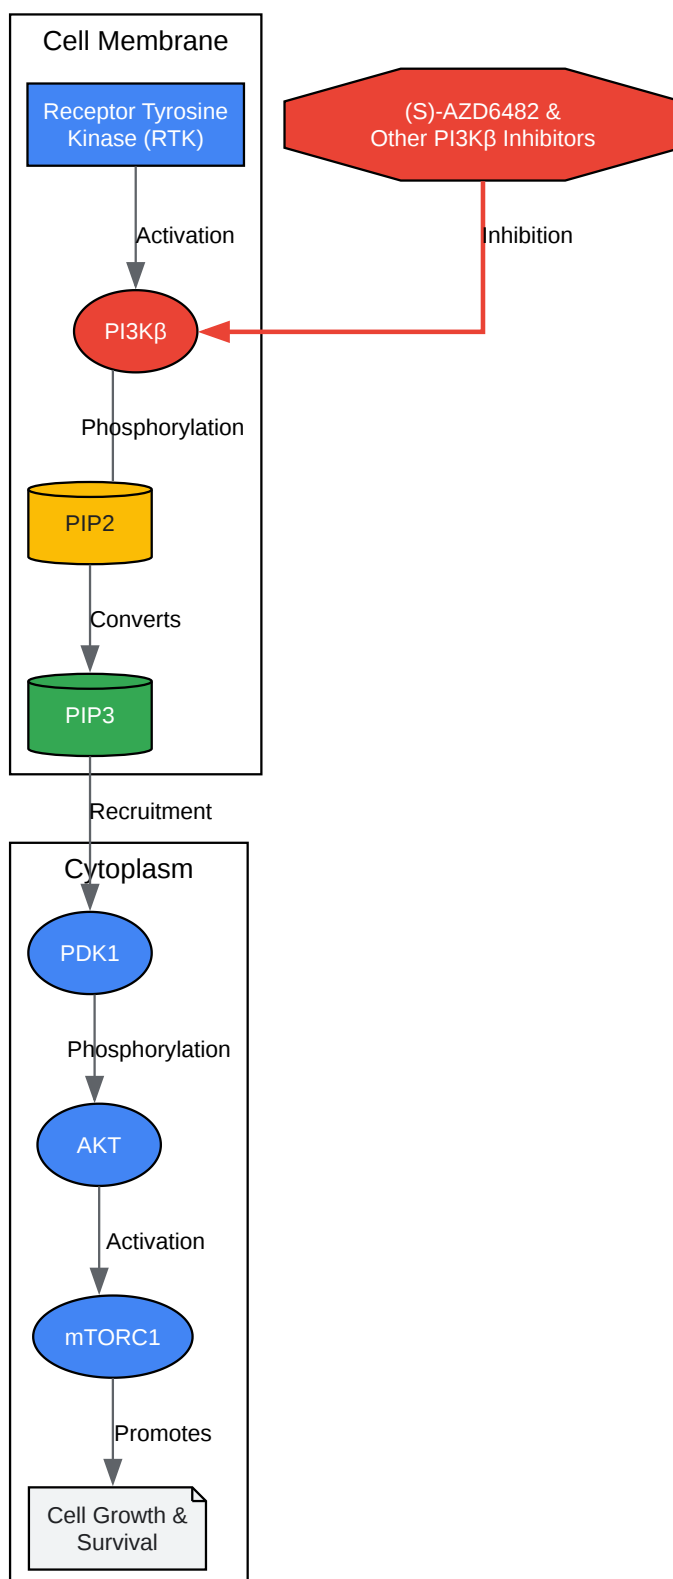 Cell Membrane
Receptor Tyrosine
Kinase (RTK)
(S)-AZD6482 &
Other PI3Kβ Inhibitors
Activation
Inhibition
PI3Kβ
Phosphorylation
PIP2
Converts
PIP3
Recruitment
Cytoplasm
PDK1
Phosphorylation
AKT
Activation
mTORC1
Promotes
Cell Growth &
Survival